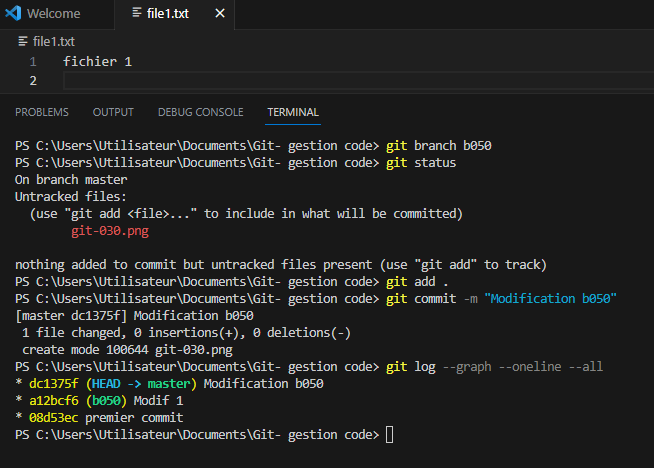 Welcome
file1.txt
file1.txt
1 fichier 1
2
PROBLEMS OUTPUT DEBUG CONSOLE TERMINAL
PS C:\Users\Utilisateur\Documents\Git- gestion code> git branch b050
PS C:\Users\Utilisateur\Documents\Git- gestion code> git status
On branch master
Untracked files:
  (use "git add <file>..." to include in what will be committed)
        git-030.png
nothing added to commit but untracked files present (use "git add" to track)
PS C:\Users\Utilisateur\Documents\Git- gestion code> git add .
PS C:\Users\Utilisateur\Documents\Git- gestion code> git commit -m "Modification b050"
[master dc1375f] Modification b050
 1 file changed, 0 insertions(+), 0 deletions(-)
 create mode 100644 git-030.png
PS C:\Users\Utilisateur\Documents\Git- gestion code> git log --graph --oneline --all
* dc1375f (HEAD -> master) Modification b050
* a12bcf6 (b050) Modif 1
* 08d53ec premier commit
PS C:\Users\Utilisateur\Documents\Git- gestion code>